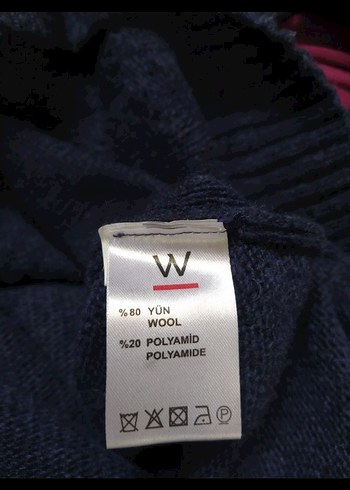 W
%80 YÜN
WOOL
%20 POLYAMİD
POLYAMIDE
P